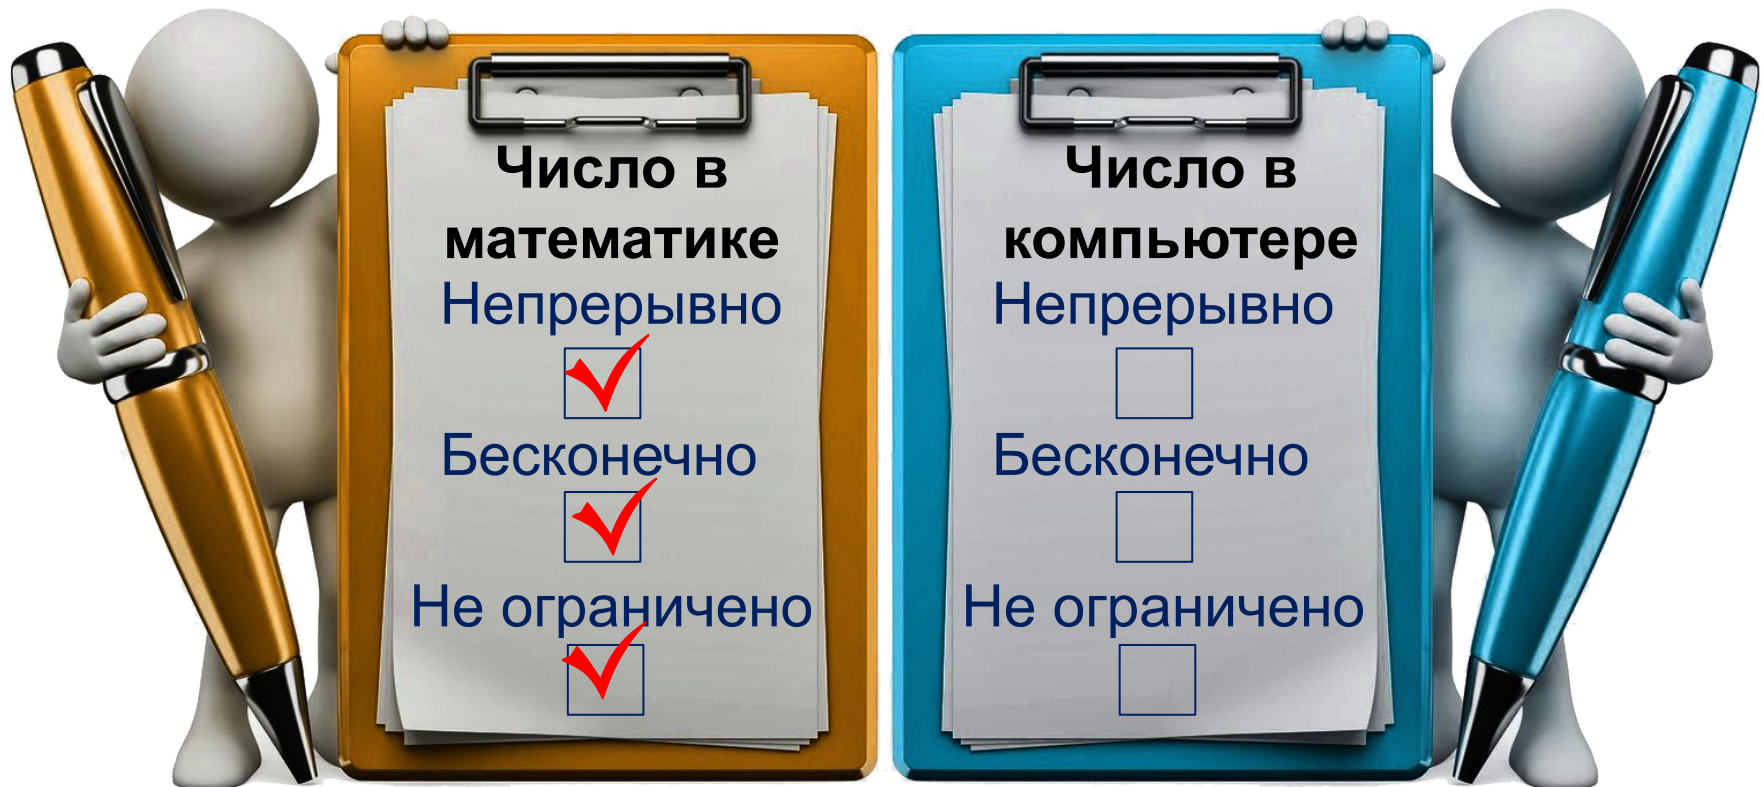 Число в
математике
Непрерывно
Бесконечно
Не ограничено
Число в
компьютере
Непрерывно
Бесконечно
Не ограничено